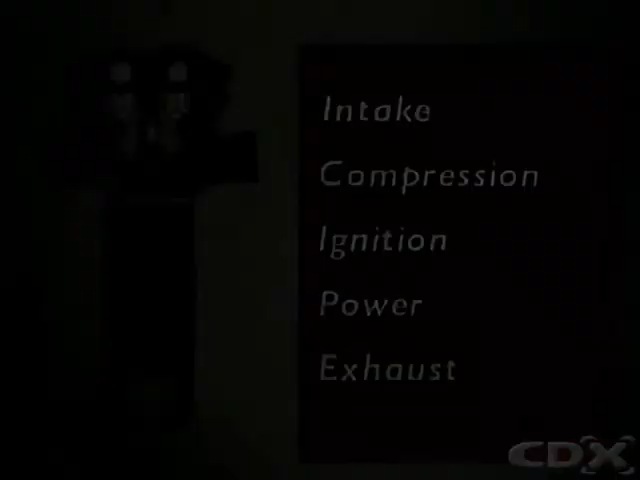 Intake
Compression
Ignition
Power
Exhaust
CDX